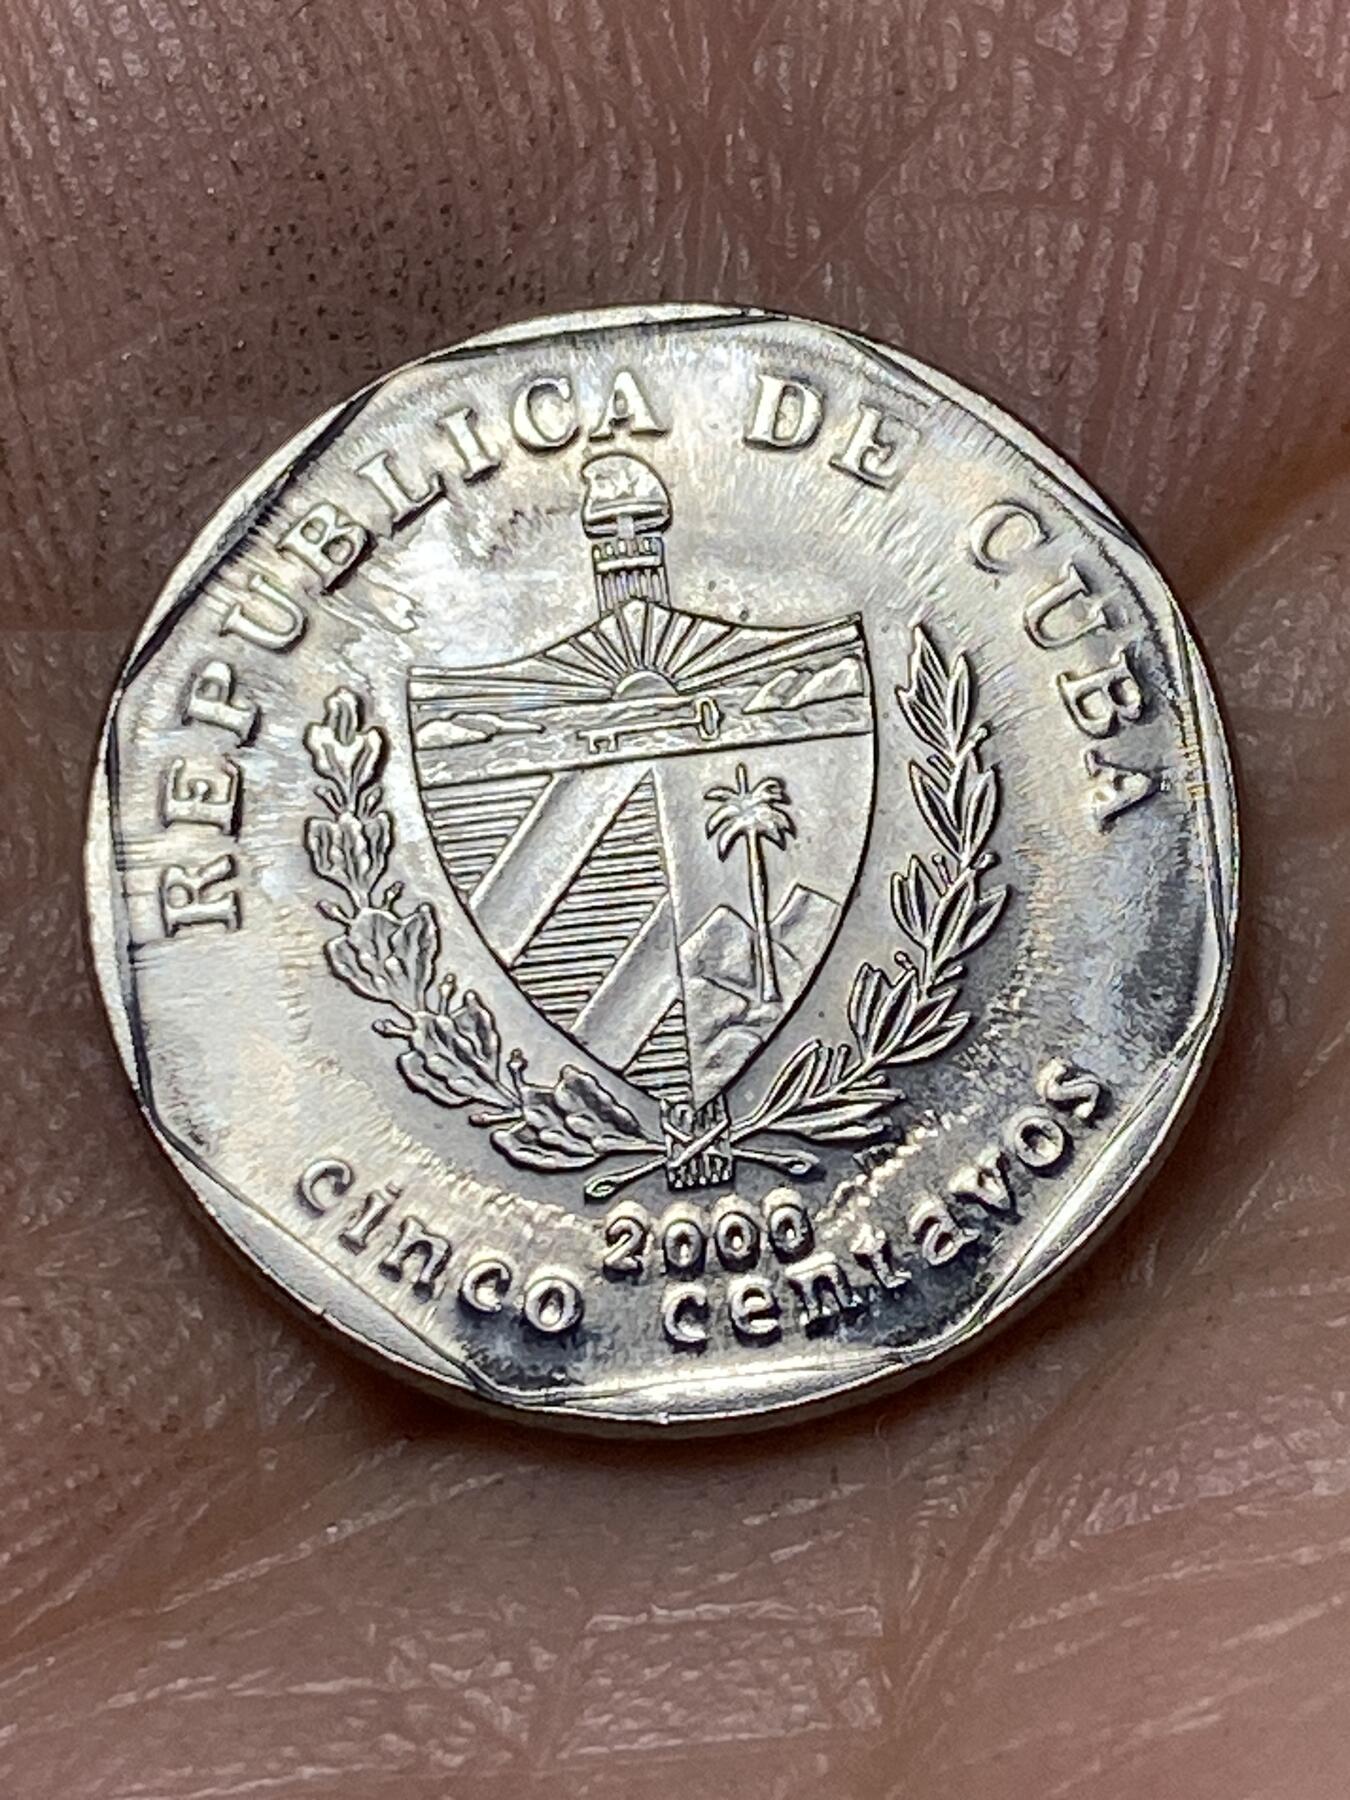 REPUBLICA DE CUBA
2000
cinco centavos